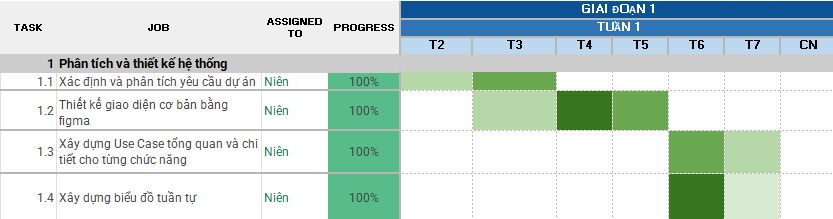 GIAI ĐOẠN 1
TASK JOB ASSIGNED TO PROGRESS TUẦN 1
T2 T3 T4 T5 T6 T7 CN
1 Phân tích và thiết kế hệ thống
1.1 Xác định và phân tích yêu cầu dự án Niên 100%
1.2 Thiết kế giao diện cơ bản bằng
figma Niên 100%
1.3 Xây dựng Use Case tổng quan và chi
tiết cho từng chức năng Niên 100%
1.4 Xây dựng biểu đồ tuần tự Niên 100%